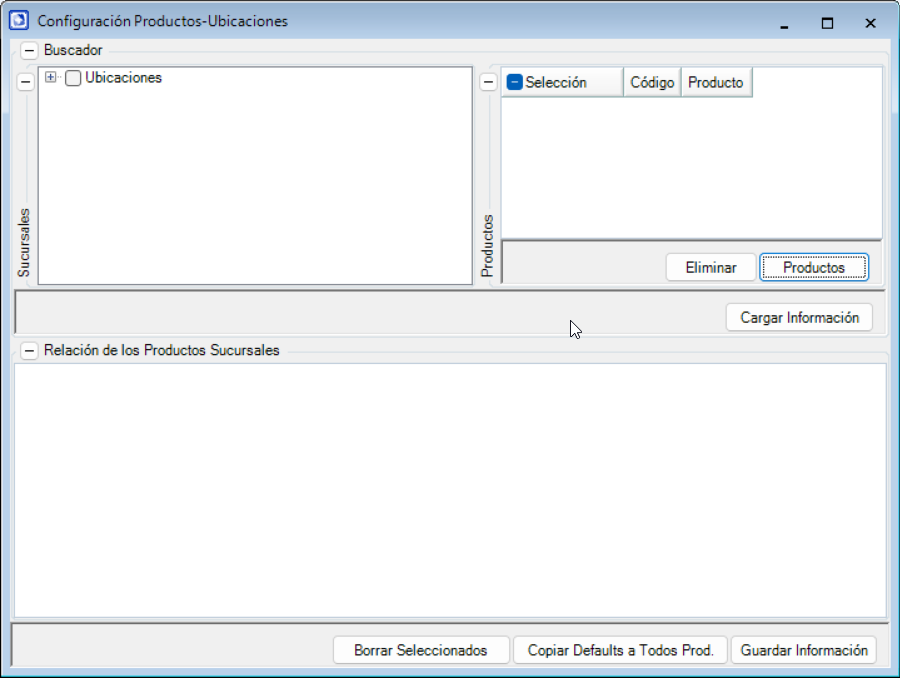 Configuración Productos-Ubicaciones
Buscador
Sucursales
Ubicaciones
Productos
Selección Código Producto
Eliminar Productos
Cargar Información
Relación de los Productos Sucursales
Borrar Seleccionados Copiar Defaults a Todos Prod. Guardar Información